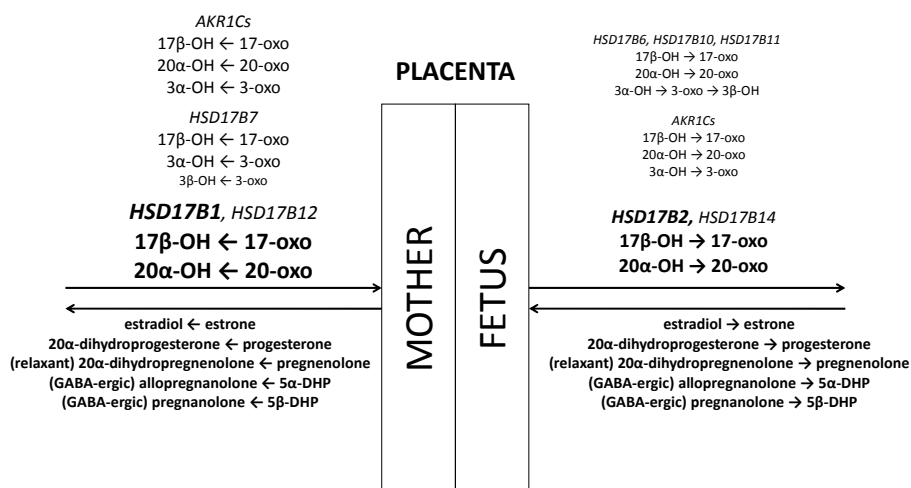 AKR1Cs
17β-OH ← 17-oxo
20α-OH ← 20-oxo
3α-OH ← 3-oxo
HSD17B7
17β-OH ← 17-oxo
3α-OH ← 3-oxo
3β-OH ← 3-oxo
HSD17B1, HSD17B12
17β-OH ← 17-oxo
20α-OH ← 20-oxo
estradiol ← estrone
20α-dihydroprogesterone ← progesterone
(relaxant) 20α-dihydropregnenolone ← pregnenolone
(GABA-ergic) allopregnanolone ← 5α-DHP
(GABA-ergic) pregnanolone ← 5β-DHP
PLACENTA
MOTHER
FETUS
HSD17B6, HSD17B10, HSD17B11
17β-OH → 17-oxo
20α-OH → 20-oxo
3α-OH → 3-oxo → 3β-OH
AKR1Cs
17β-OH → 17-oxo
20α-OH → 20-oxo
3α-OH → 3-oxo
HSD17B2, HSD17B14
17β-OH → 17-oxo
20α-OH → 20-oxo
estradiol → estrone
20α-dihydroprogesterone → progesterone
(relaxant) 20α-dihydropregnenolone → pregnenolone
(GABA-ergic) allopregnanolone → 5α-DHP
(GABA-ergic) pregnanolone → 5β-DHP